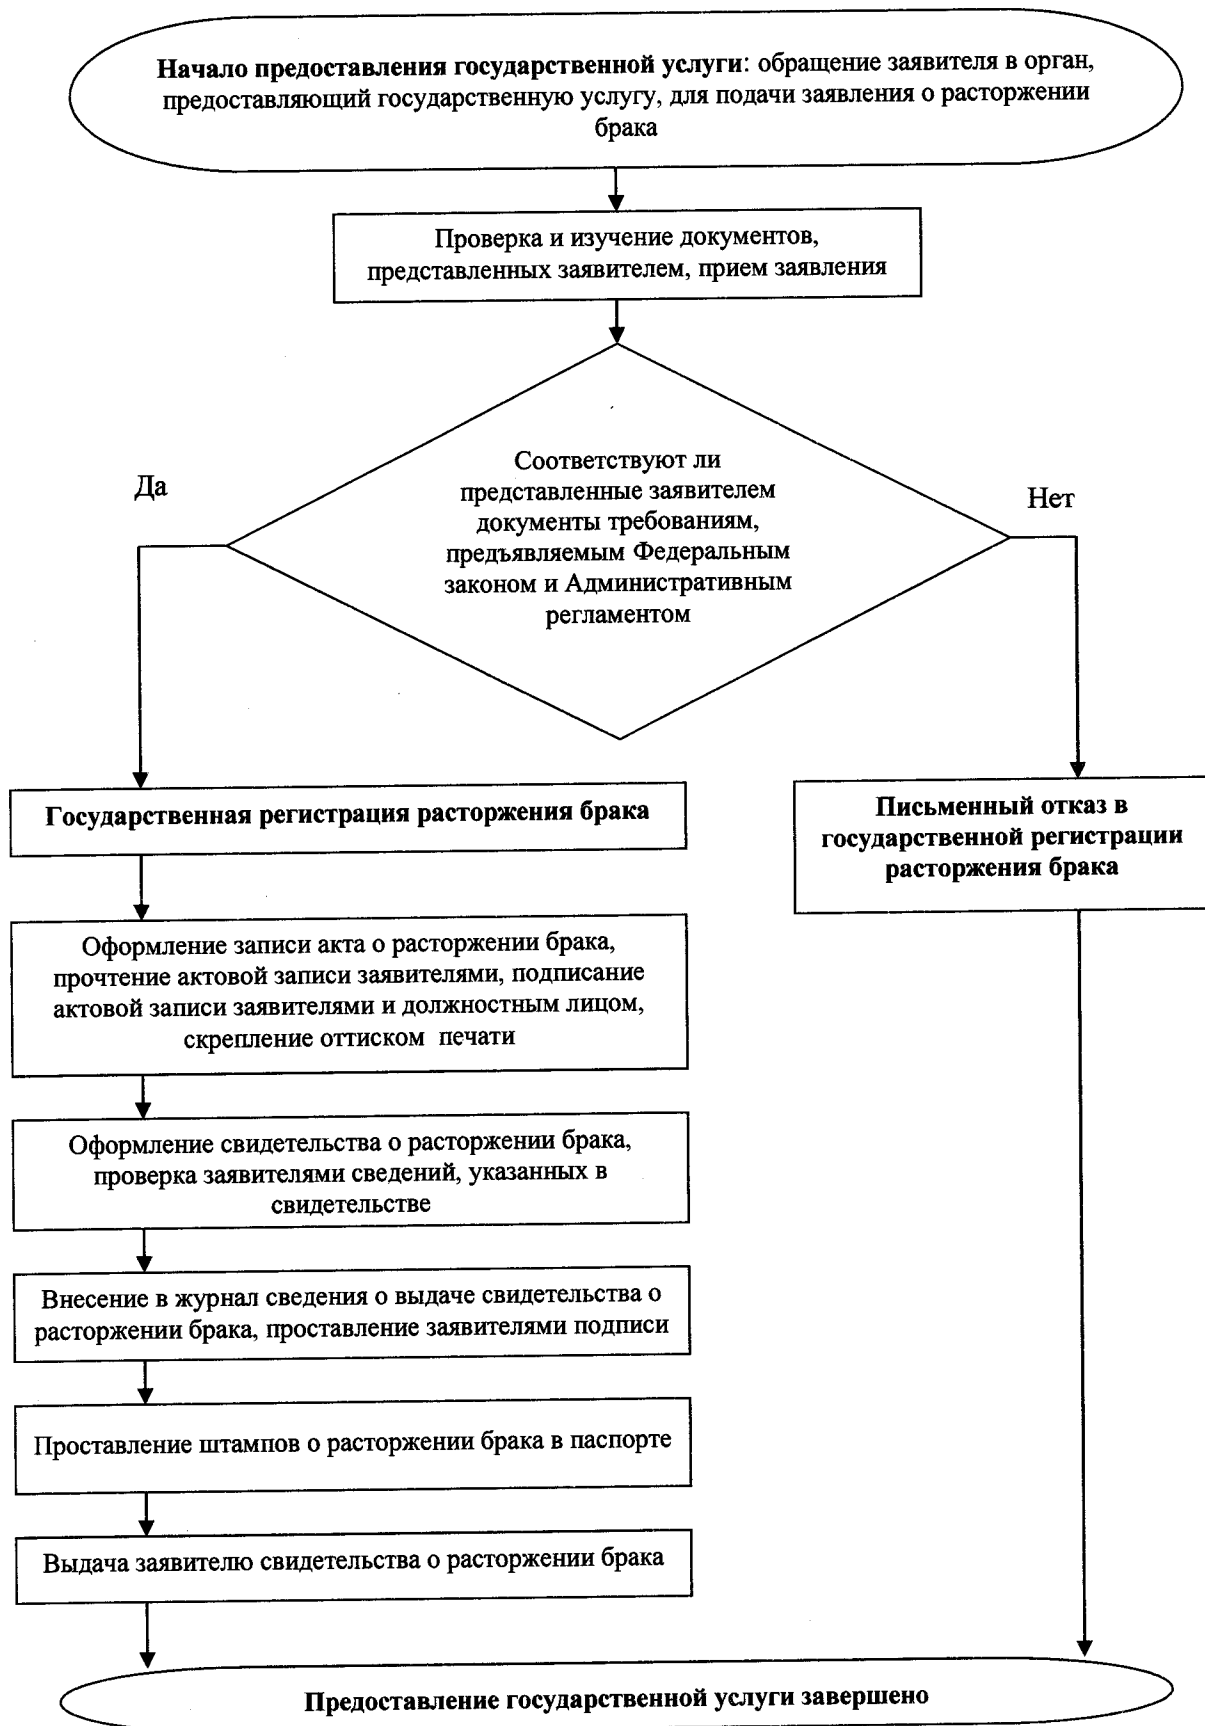 Начало предоставления государственной услуги: обращение заявителя в орган,
предоставляющий государственную услугу, для подачи заявления о расторжении
брака
Проверка и изучение документов,
представленных заявителем, прием заявления
Да
Соответствуют ли
представленные заявителем
документы требованиям,
предъявляемым Федеральным
законом и Административным
регламентом
Нет
Государственная регистрация расторжения брака
Письменный отказ в
государственной регистрации
расторжения брака
Оформление записи акта о расторжении брака,
прочтение актовой записи заявителями, подписание
актовой записи заявителями и должностным лицом,
скрепление оттиском печати
Оформление свидетельства о расторжении брака,
проверка заявителями сведений, указанных в
свидетельстве
Внесение в журнал сведения о выдаче свидетельства о
расторжении брака, проставление заявителями подписи
Проставление штампов о расторжении брака в паспорте
Выдача заявителю свидетельства о расторжении брака
Предоставление государственной услуги завершено